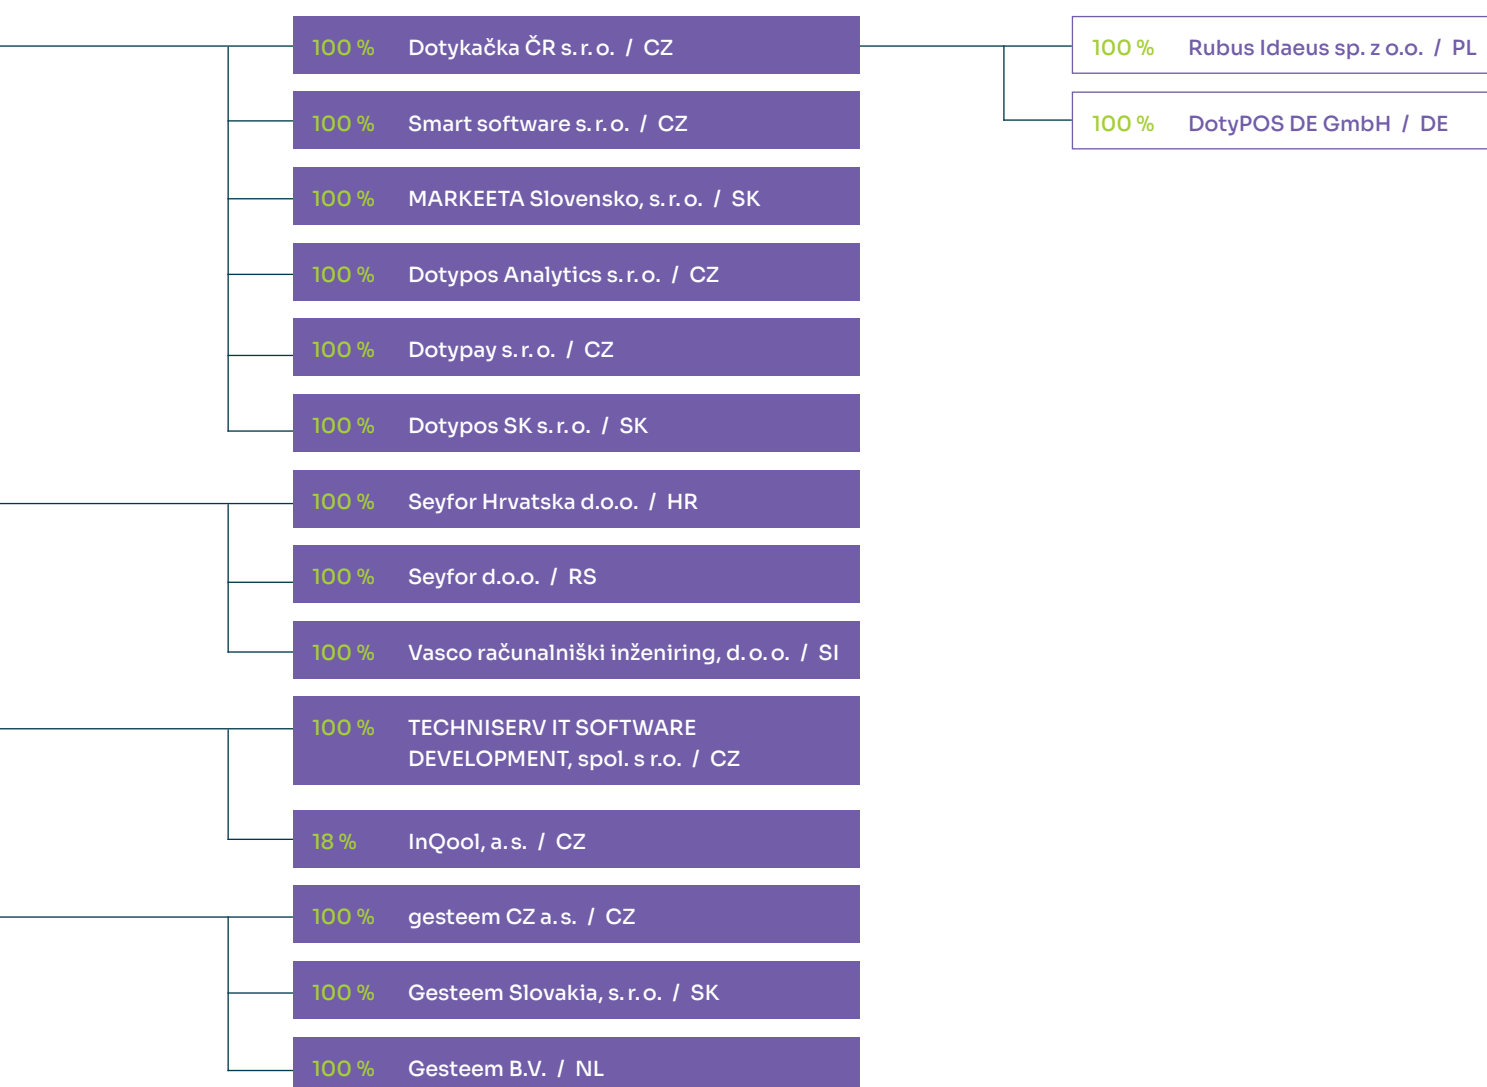 100 % Dotykačka ČR s. r. o. / CZ
100 % Rubus Idaeus sp. z o.o. / PL
100 % Smart software s. r. o. / CZ
100 % DotyPOS DE GmbH / DE
100 % MARKEETA Slovensko, s. r. o. / SK
100 % Dotypos Analytics s. r. o. / CZ
100 % Dotypay s. r. o. / CZ
100 % Dotypos SK s. r. o. / SK
100 % Seyfor Hrvatska d.o.o. / HR
100 % Seyfor d.o.o. / RS
100 % Vasco računalniški inženiring, d. o. o. / SI
100 % TECHNISERV IT SOFTWARE
DEVELOPMENT, spol. s r.o. / CZ
18 % InQool, a. s. / CZ
100 % gesteem CZ a. s. / CZ
100 % Gesteem Slovakia, s. r. o. / SK
100 % Gesteem B.V. / NL